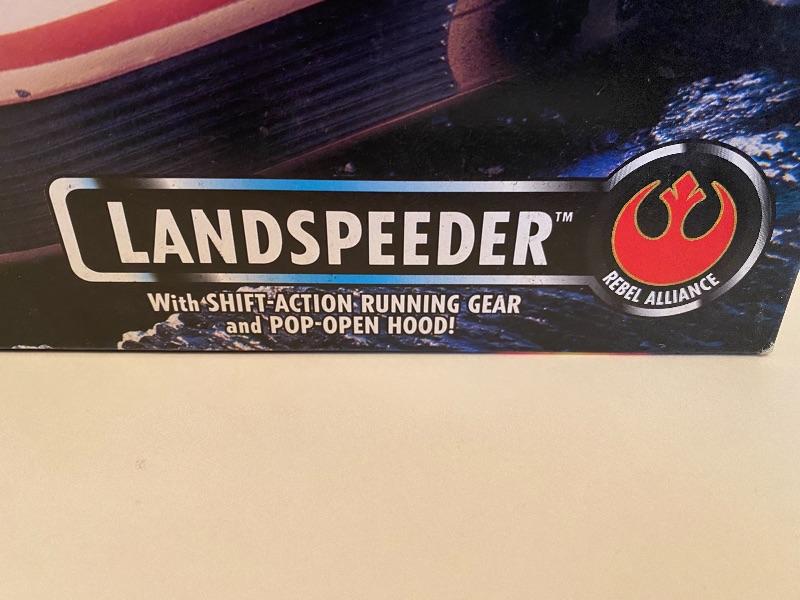 LANDSPEEDER™
REBEL ALLIANCE
With SHIFT-ACTION RUNNING GEAR
and POP-OPEN HOOD!